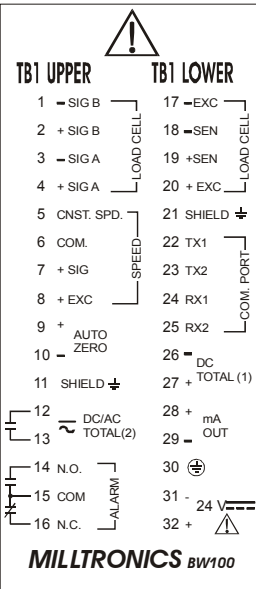 TB1 UPPER
1 - SIG B
2 + SIG B
3 - SIG A
4 + SIG A
LOAD CELL
5 CNST. SPD.
6 COM.
7 + SIG
8 + EXC
SPEED
9 +
10 -
AUTO
ZERO
11 SHIELD
12
13
DC/AC
TOTAL(2)
14 N.O.
15 COM
16 N.C.
ALARM
TB1 LOWER
17 -EXC
18 -SEN
19 +SEN
20 + EXC
LOAD CELL
21 SHIELD
22 TX1
23 TX2
24 RX1
25 RX2
COM. PORT
26 -
27 +
DC
TOTAL (1)
28 +
29 -
mA
OUT
30
31 -
32 +
24 V
MILLTRONICS BW100